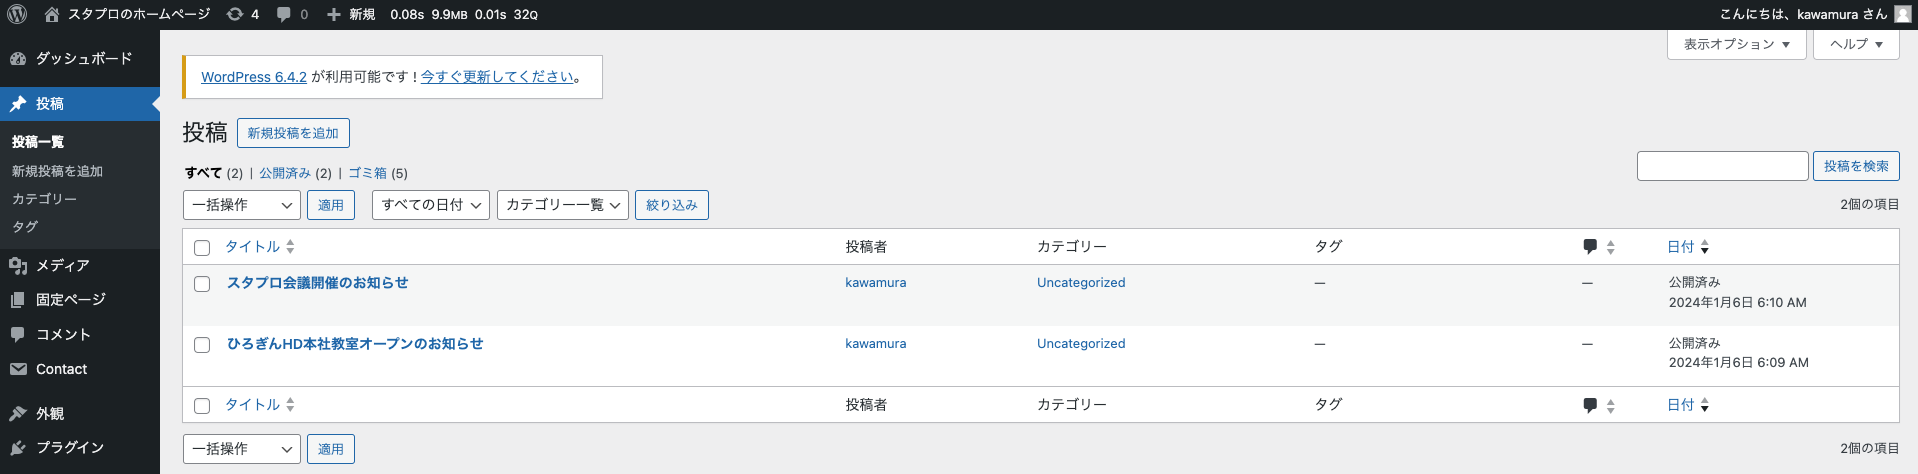 スタプロのホームページ 4 0 新規 0.08s 9.9MB 0.01s 32Q こんにちは、kawamura さん
ダッシュボード
投稿
投稿一覧
新規投稿を追加
カテゴリー
タグ
メディア
固定ページ
コメント
Contact
外観
プラグイン
表示オプション ▼ ヘルプ ▼
WordPress 6.4.2 が利用可能です ! 今すぐ更新してください。
投稿 新規投稿を追加
すべて (2) | 公開済み (2) | ゴミ箱 (5)
投稿を検索
一括操作 適用 すべての日付 カテゴリー一覧 絞り込み 2個の項目
タイトル 投稿者 カテゴリー タグ 日付
スタプロ会議開催のお知らせ kawamura Uncategorized — — 公開済み
2024年1月6日 6:10 AM
ひろぎんHD本社教室オープンのお知らせ kawamura Uncategorized — — 公開済み
2024年1月6日 6:09 AM
タイトル 投稿者 カテゴリー タグ 日付
一括操作 適用 2個の項目